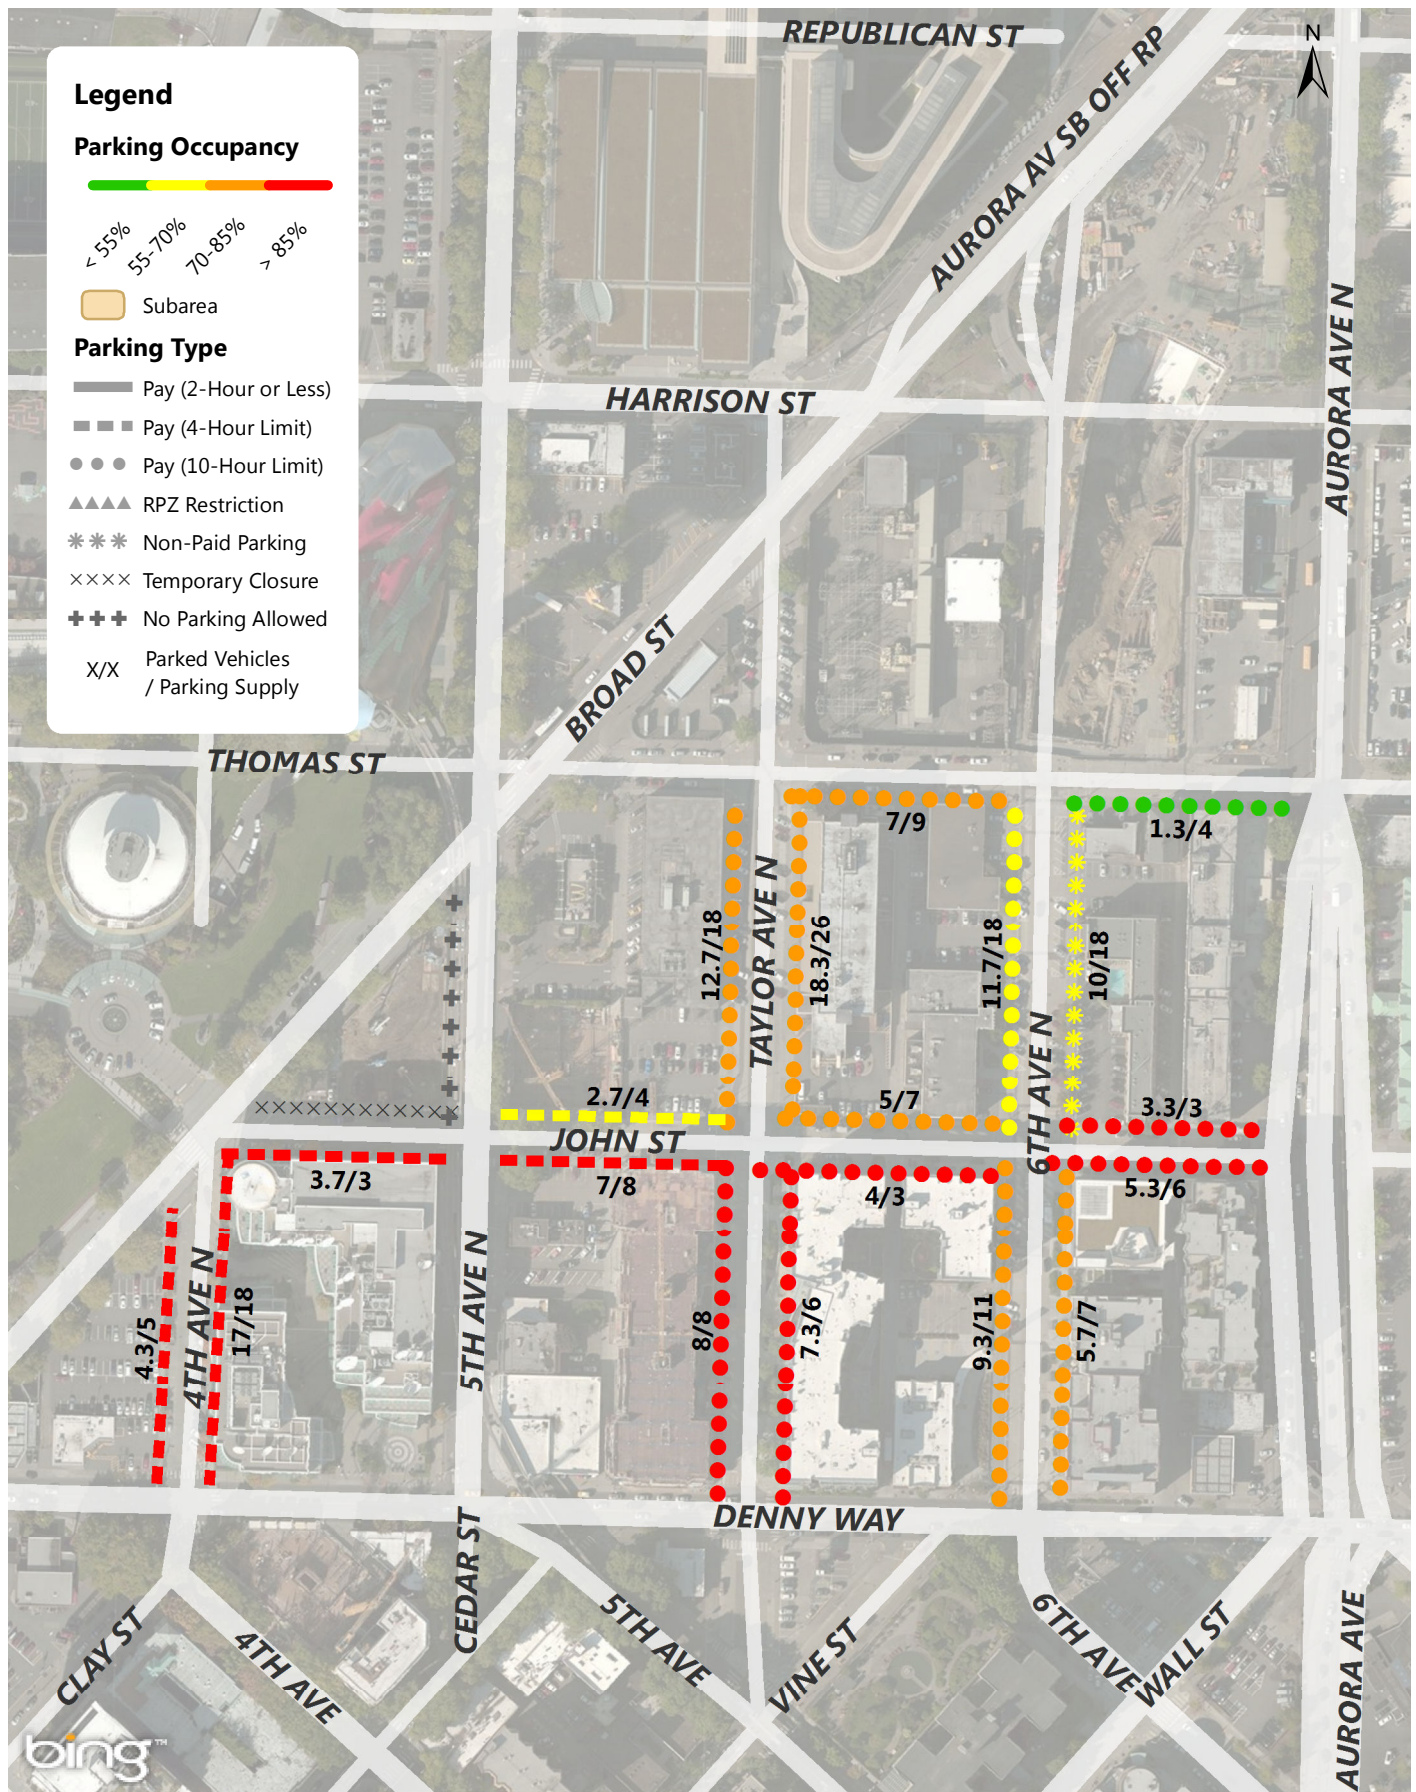 REPUBLICAN ST
N
AURORA AV SB OFF RP
Legend
Parking Occupancy
< 55%
55-70%
70-85%
> 85%
Subarea
Parking Type
Pay (2-Hour or Less)
Pay (4-Hour Limit)
Pay (10-Hour Limit)
RPZ Restriction
Non-Paid Parking
Temporary Closure
No Parking Allowed
X/X
Parked Vehicles
/ Parking Supply
HARRISON ST
AURORA AVE N
BROAD ST
THOMAS ST
7/9
1.3/4
12.7/18
TAYLOR AVE N
18.3/26
11.7/18
10/18
6TH AVE N
2.7/4
5/7
3.3/3
JOHN ST
3.7/3
7/8
4/3
5.3/6
4.3/5
4TH AVE N
17/18
5TH AVE N
8/8
7.3/6
9.3/11
5.7/7
DENNY WAY
CEDAR ST
CLAY ST
4TH AVE
5TH AVE
VINE ST
6TH AVE
WALL ST
AURORA AVE
bing™